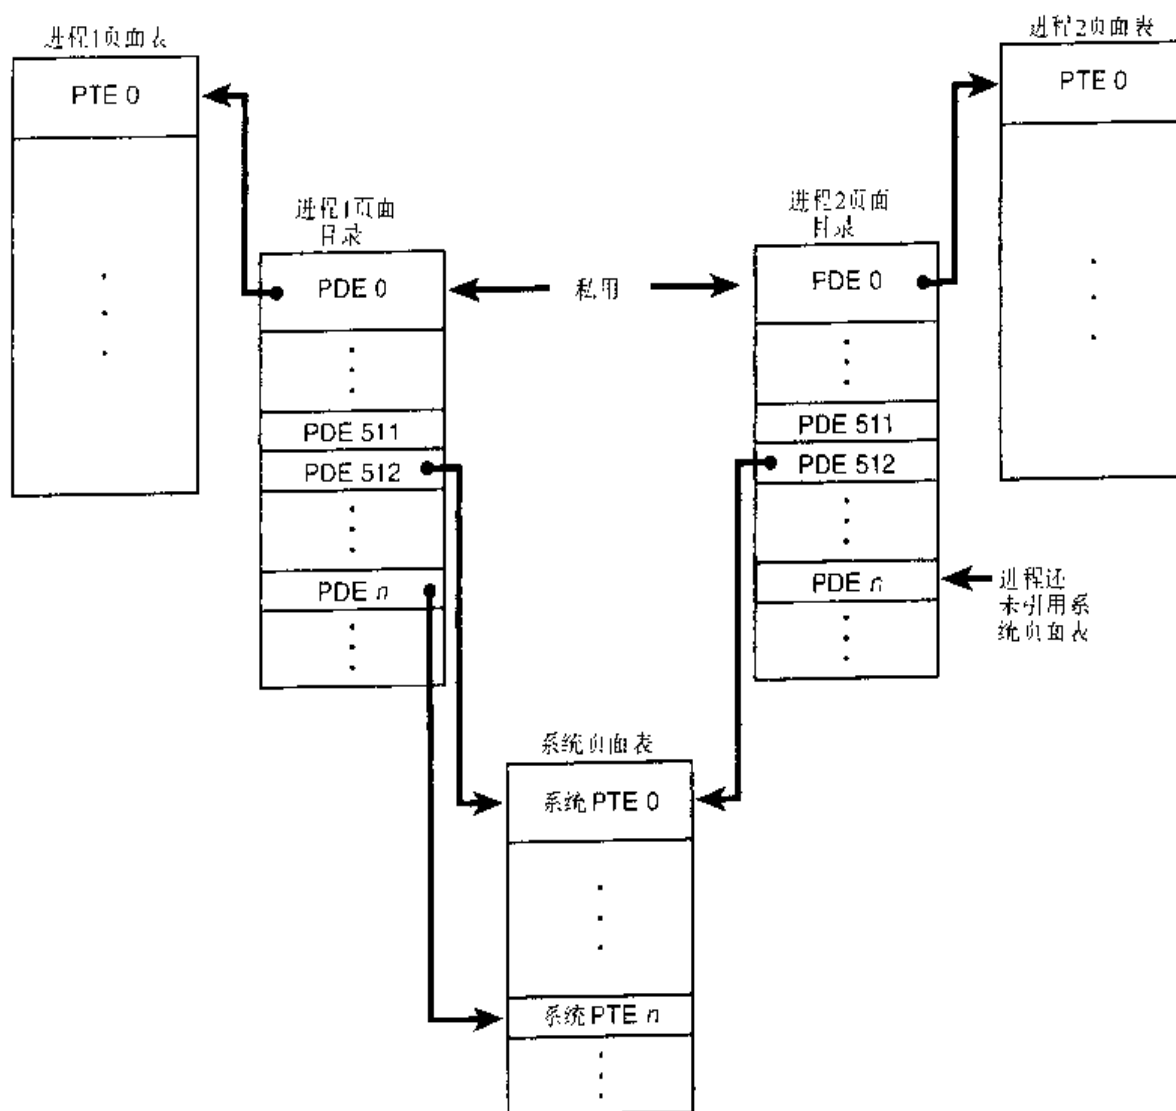 进程1页面表
PTE 0
进程2页面表
PTE 0
进程1页面
目录
PDE 0
PDE 511
PDE 512
PDE n
私用
进程2页面
目录
PDE 0
PDE 511
PDE 512
PDE n
进程还
未引用系
统页面表
系统页面表
系统 PTE 0
系统 PTE n